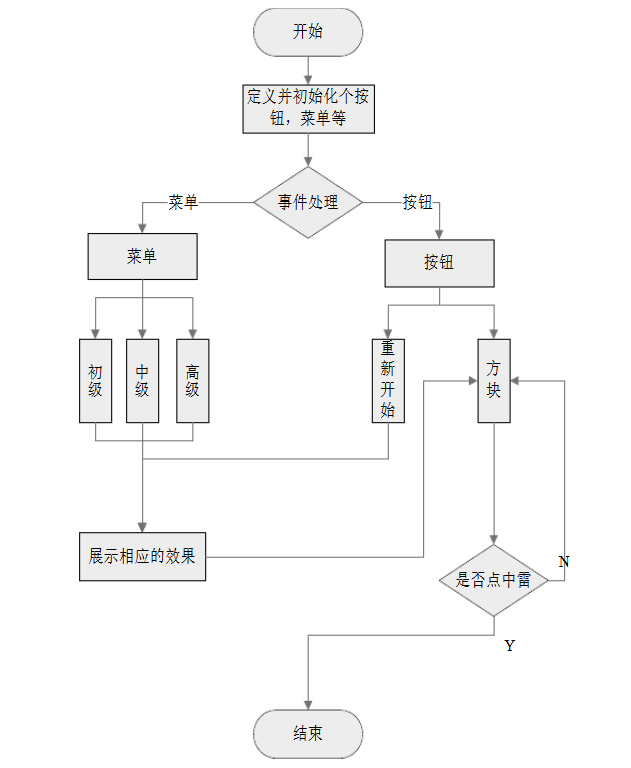 开始
定义并初始化个按
钮，菜单等
事件处理
菜单
按钮
菜单
按钮
初
级
中
级
高
级
重
新
开
始
方
块
展示相应的效果
是否点中雷
N
Y
结束